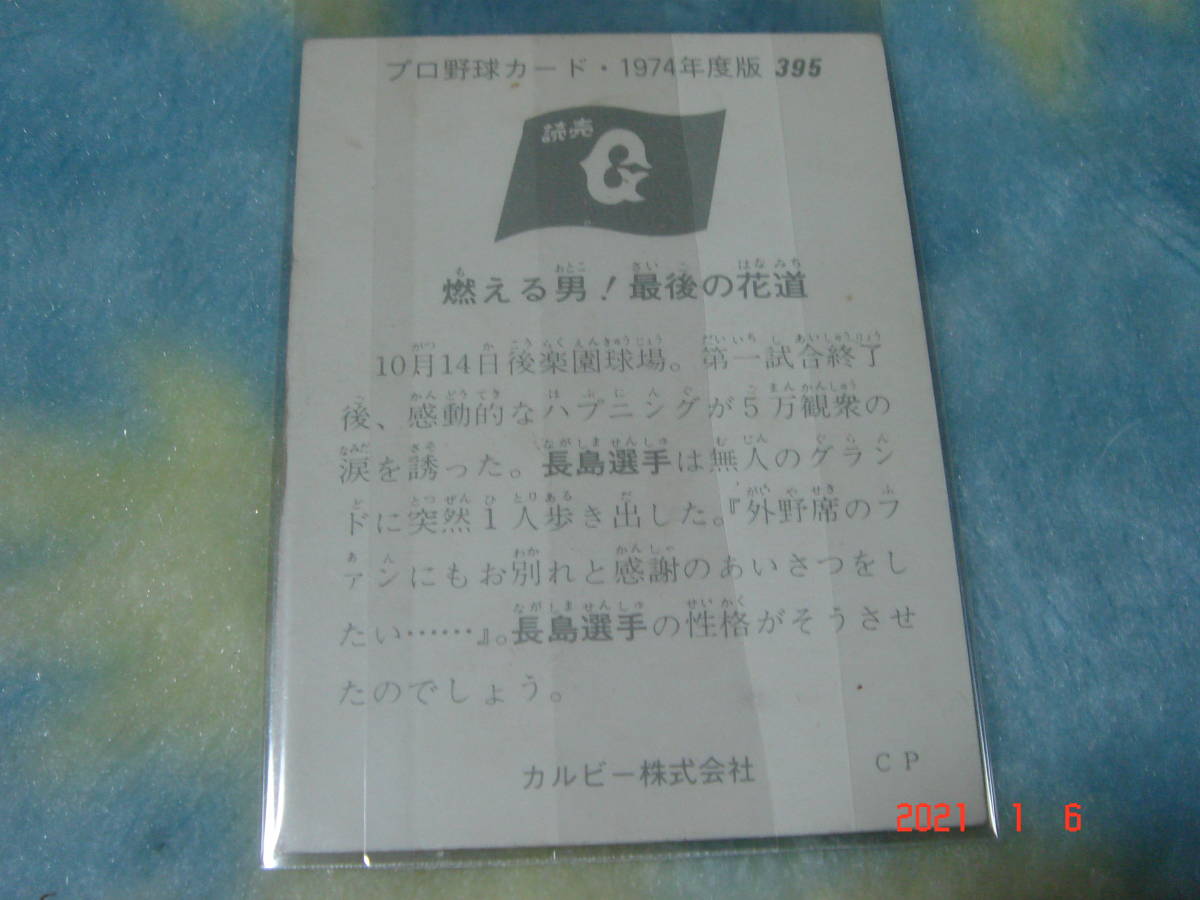 プロ野球カード・1974年度版 395
読売
G
燃える男！最後の花道
10月14日後楽園球場。第一試合終了
後、感動的なハプニングが５万観衆の
涙を誘った。長島選手は無人のグラン
ドに突然１人歩き出した。『外野席のフ
ァンにもお別れと感謝のあいさつをし
たい……』。長島選手の性格がそうさせ
たのでしょう。
カルビー株式会社
CP
2021 1 6